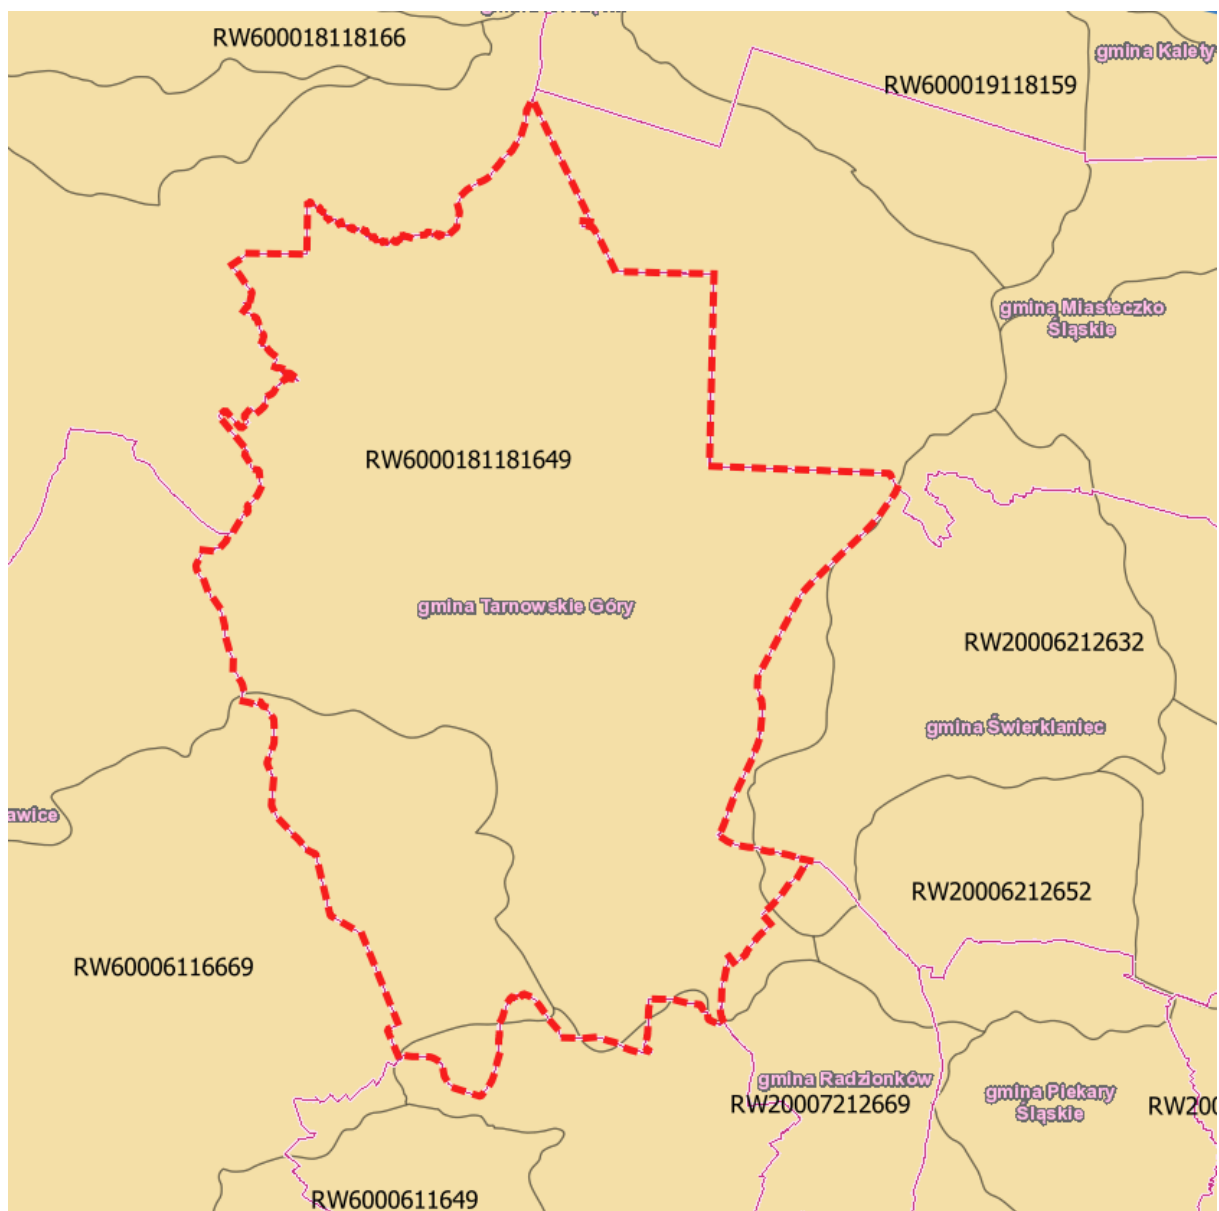 RW600018118166
gmina Kalety
RW600019118159
gmina Miasteczko
Śląskie
RW6000181181649
gmina Tarnowskie Góry
RW20006212632
gmina Świerklaniec
awice
RW20006212652
RW60006116669
gmina Radzionków
gmina Piekary
Śląskie
RW20007212669
RW200
RW6000611649